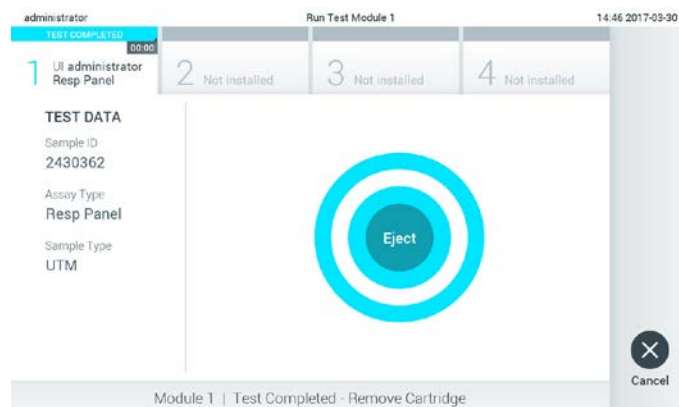 administrator Run Test Module 1 14:46 2017-03-30
TEST COMPLETED
00:00
1 UI administrator
Resp Panel
2 Not installed
3 Not installed
4 Not installed
TEST DATA
Sample ID
2430362
Assay Type
Resp Panel
Sample Type
UTM
Eject
Cancel
Module 1 | Test Completed - Remove Cartridge